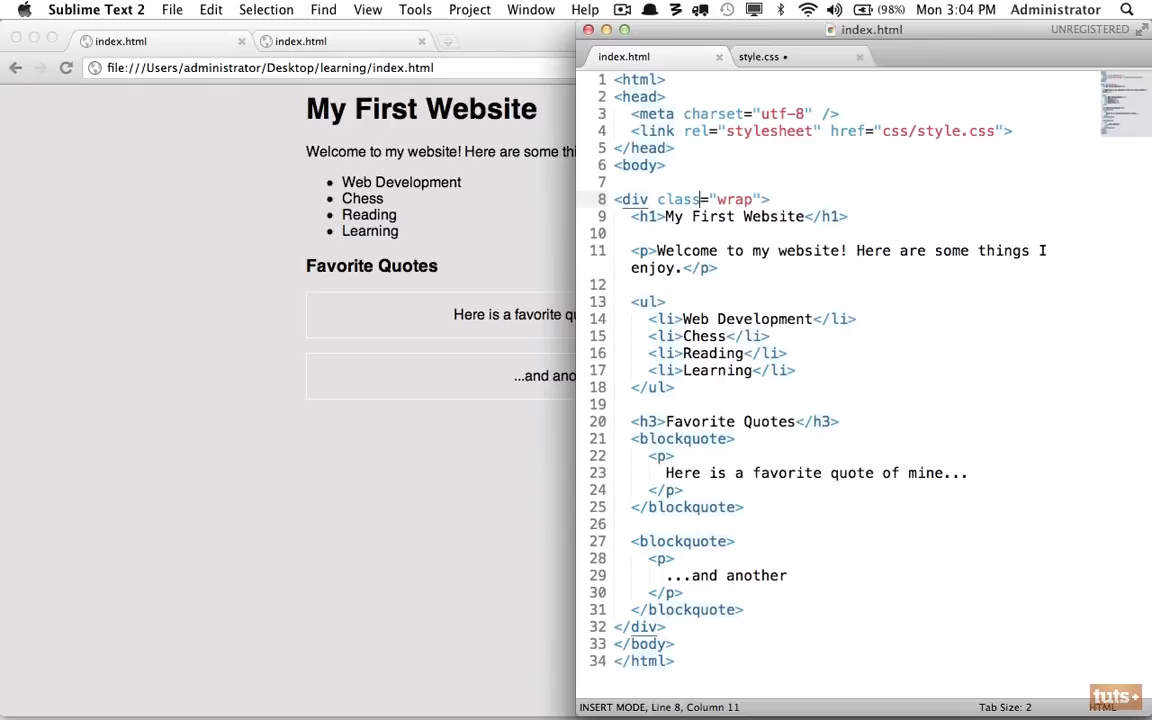 Sublime Text 2 File Edit Selection Find View Tools Project Window Help (98%) Mon 3:04 PM Administrator
index.html index.html
file:///Users/administrator/Desktop/learning/index.html
My First Website
Welcome to my website! Here are some thi
Web Development
Chess
Reading
Learning
Favorite Quotes
Here is a favorite qu
...and ano
index.html UNREGISTERED
index.html style.css
1 <html>
2 <head>
3 <meta charset="utf-8" />
4 <link rel="stylesheet" href="css/style.css">
5 </head>
6 <body>
7
8 <div class="wrap">
9 <h1>My First Website</h1>
10
11 <p>Welcome to my website! Here are some things I
enjoy.</p>
12
13 <ul>
14 <li>Web Development</li>
15 <li>Chess</li>
16 <li>Reading</li>
17 <li>Learning</li>
18 </ul>
19
20 <h3>Favorite Quotes</h3>
21 <blockquote>
22 <p>
23 Here is a favorite quote of mine...
24 </p>
25 </blockquote>
26
27 <blockquote>
28 <p>
29 ...and another
30 </p>
31 </blockquote>
32 </div>
33 </body>
34 </html>
INSERT MODE, Line 8, Column 11 Tab Size: 2 HTML
tuts+